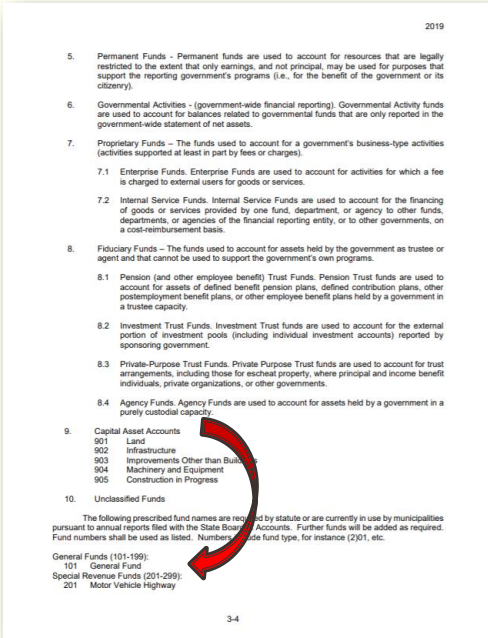 2019
5. Permanent Funds - Permanent funds are used to account for resources that are legally
restricted to the extent that only earnings, and not principal, may be used for purposes that
support the reporting government's programs (i.e., for the benefit of the government or its
citizenry).
6. Governmental Activities - (government-wide financial reporting). Governmental Activity funds
are used to account for balances related to governmental funds that are only reported in the
government-wide statement of net assets.
7. Proprietary Funds – The funds used to account for a government's business-type activities
(activities supported at least in part by fees or charges).
7.1 Enterprise Funds. Enterprise Funds are used to account for activities for which a fee
is charged to external users for goods or services.
7.2 Internal Service Funds. Internal Service Funds are used to account for the financing
of goods or services provided by one fund, department, or agency to other funds,
departments, or agencies of the financial reporting entity, or to other governments, on
a cost-reimbursement basis.
8. Fiduciary Funds – The funds used to account for assets held by the government as trustee or
agent and that cannot be used to support the government's own programs.
8.1 Pension (and other employee benefit) Trust Funds. Pension Trust funds are used to
account for assets of defined benefit pension plans, defined contribution plans, other
postemployment benefit plans, or other employee benefit plans held by a government in
a trustee capacity.
8.2 Investment Trust Funds. Investment Trust funds are used to account for the external
portion of investment pools (including individual investment accounts) reported by
sponsoring government.
8.3 Private-Purpose Trust Funds. Private Purpose Trust funds are used to account for trust
arrangements, including those for escheat property, where principal and income benefit
individuals, private organizations, or other governments.
8.4 Agency Funds. Agency Funds are used to account for assets held by a government in a
purely custodial capacity.
9. Capital Asset Accounts
901 Land
902 Infrastructure
903 Improvements Other than
904 Machinery and Equipment
905 Construction in Progress
10. Unclassified Funds
The following prescribed fund names are by statute or are currently in use by municipalities
pursuant to annual reports filed with the State Accounts. Further funds will be added as required.
Fund numbers shall be used as listed. Numbers fund type, for instance (2)01, etc.
General Funds (101-199):
101 General Fund
Special Revenue Funds (201-299):
201 Motor Vehicle Highway
3-4